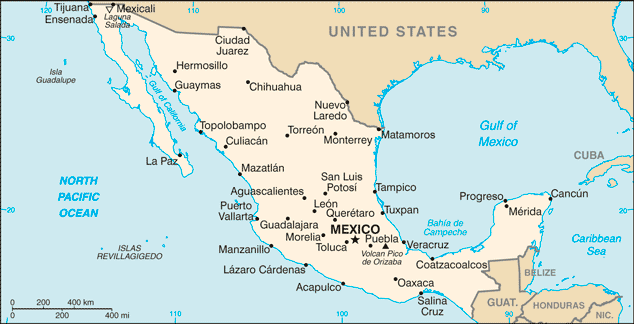 120
110
100
90
Tijuana
Mexicali
Ensenada
Laguna
Salada
30
30
Ciudad
Juarez
UNITED STATES
Isla
Guadalupe
Hermosillo
Guaymas
Chihuahua
Gulf of California
Nuevo
Laredo
Topolobampo
Torreón
Monterrey
Matamoros
Gulf of
Mexico
Culiacán
La Paz
CUBA
Mazatlán
NORTH
PACIFIC
OCEAN
San Luis
Potosí
Aguascalientes
Tampico
Progreso
Cancún
Mérida
León
Puerto
Vallarta
Querétaro
Tuxpan
20
20
Guadalajara
MEXICO
Bahía de
Campeche
Morelia
Puebla
Toluca
Veracruz
Volcan Pico
de Orizaba
Caribbean
Sea
ISLAS
REVILLAGIGEDO
Manzanillo
Lázaro Cárdenas
Coatzacoalcos
BELIZE
Acapulco
Oaxaca
Salina
Cruz
GUAT.
HONDURAS
NIC.
0 200 400 km
0 200 400 mi
110
100
90